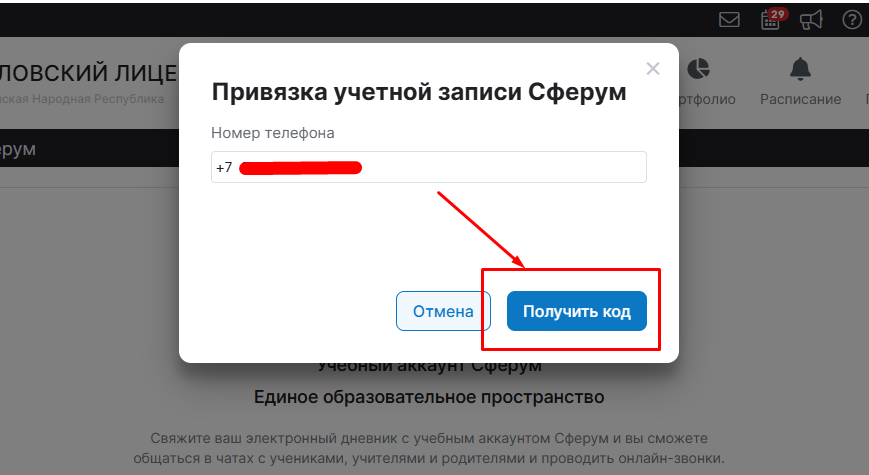 29
ЛОВСКИЙ ЛИЦЕ
нская Народная Республика
ртфолио
Расписание
ерум
Привязка учетной записи Сферум
Номер телефона
+7
Отмена
Получить код
Учебный аккаунт Сферум
Единое образовательное пространство
Свяжите ваш электронный дневник с учебным аккаунтом Сферум и вы сможете
общаться в чатах с учениками, учителями и родителями и проводить онлайн-звонки.